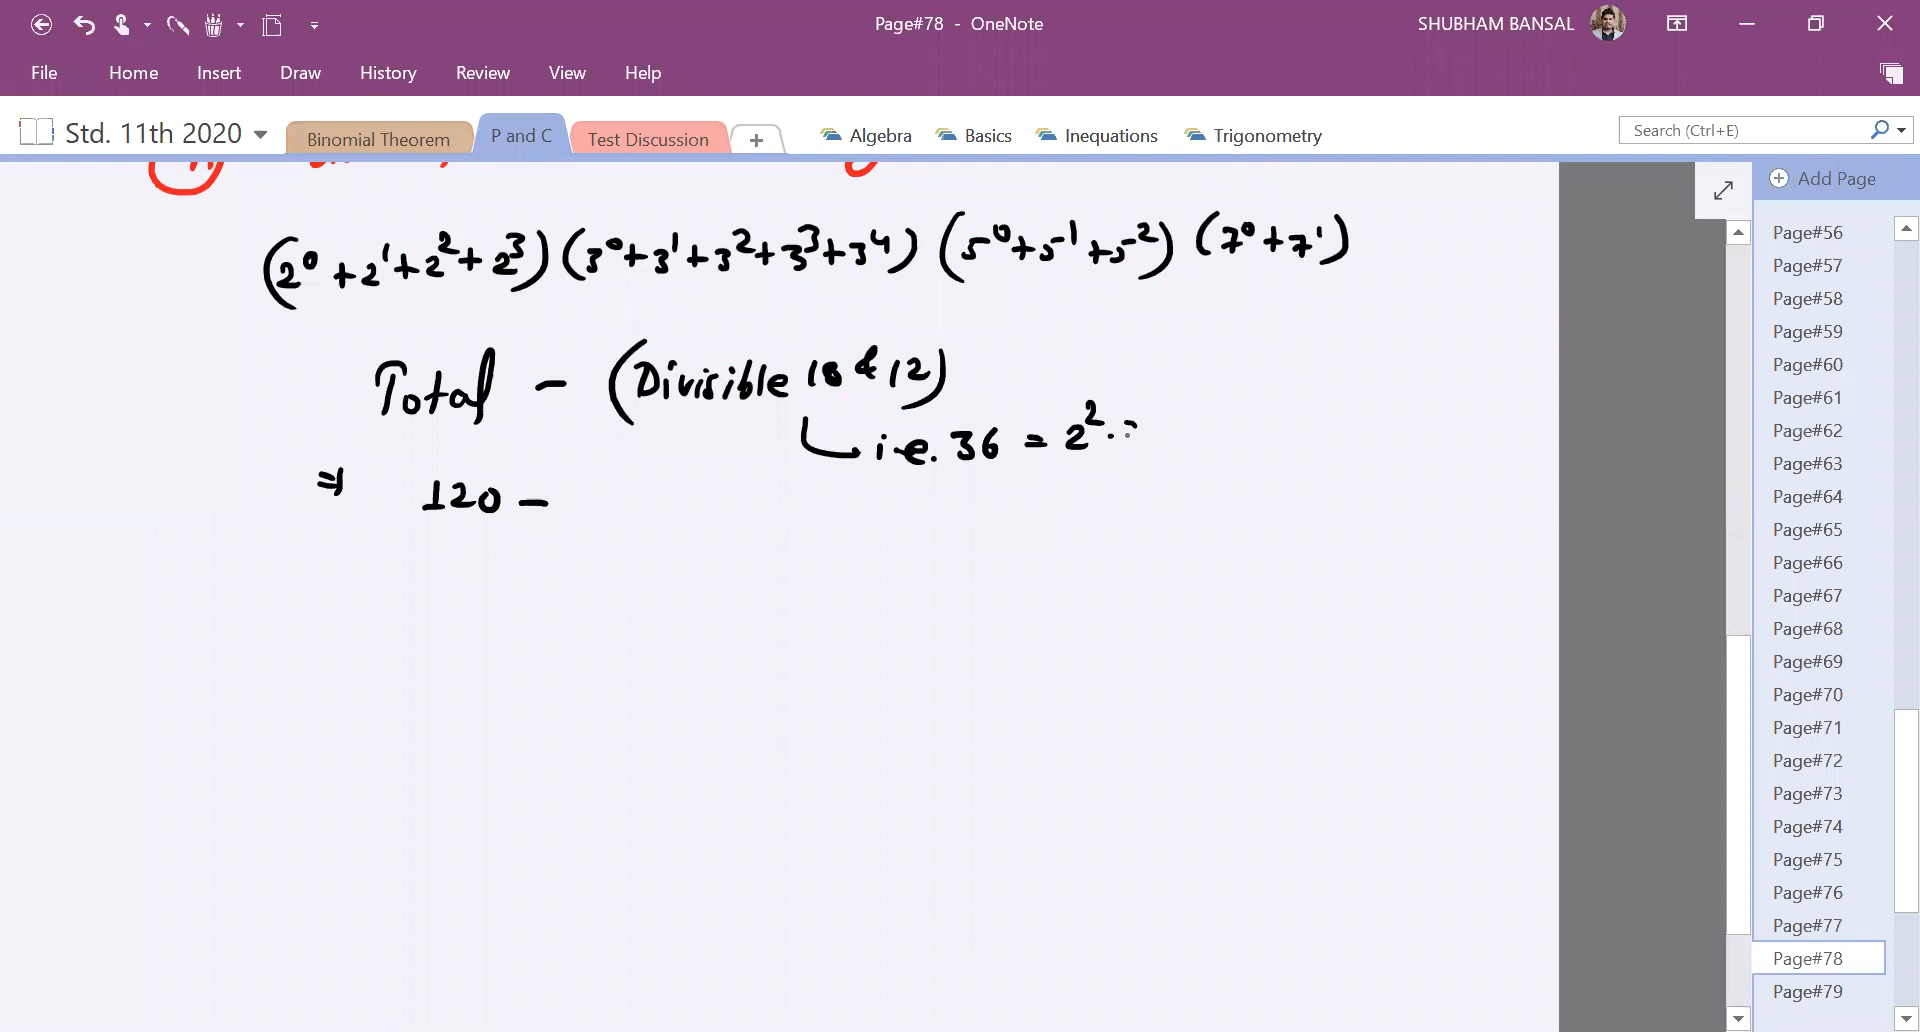 Page#78 - OneNote
SHUBHAM BANSAL
File Home Insert Draw History Review View Help
Std. 11th 2020
Binomial Theorem
P and C
Test Discussion
+
Algebra
Basics
Inequations
Trigonometry
Search (Ctrl+E)
(2⁰ + 2¹ + 2² + 2³) (3⁰ + 3¹ + 3² + 3³ + 3⁴) (5⁰ + 5¹ + 5²) (7⁰ + 7¹)
Total - (Divisible 18 & 12)
i.e. 36 = 2² .
⇒ 120 -
Add Page
Page#56
Page#57
Page#58
Page#59
Page#60
Page#61
Page#62
Page#63
Page#64
Page#65
Page#66
Page#67
Page#68
Page#69
Page#70
Page#71
Page#72
Page#73
Page#74
Page#75
Page#76
Page#77
Page#78
Page#79